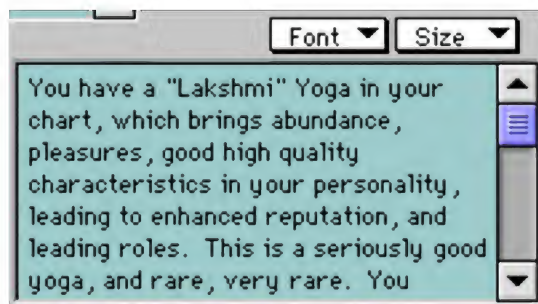 Font Size
You have a "Lakshmi" Yoga in your
chart, which brings abundance,
pleasures, good high quality
characteristics in your personality,
leading to enhanced reputation, and
leading roles. This is a seriously good
yoga, and rare, very rare. You